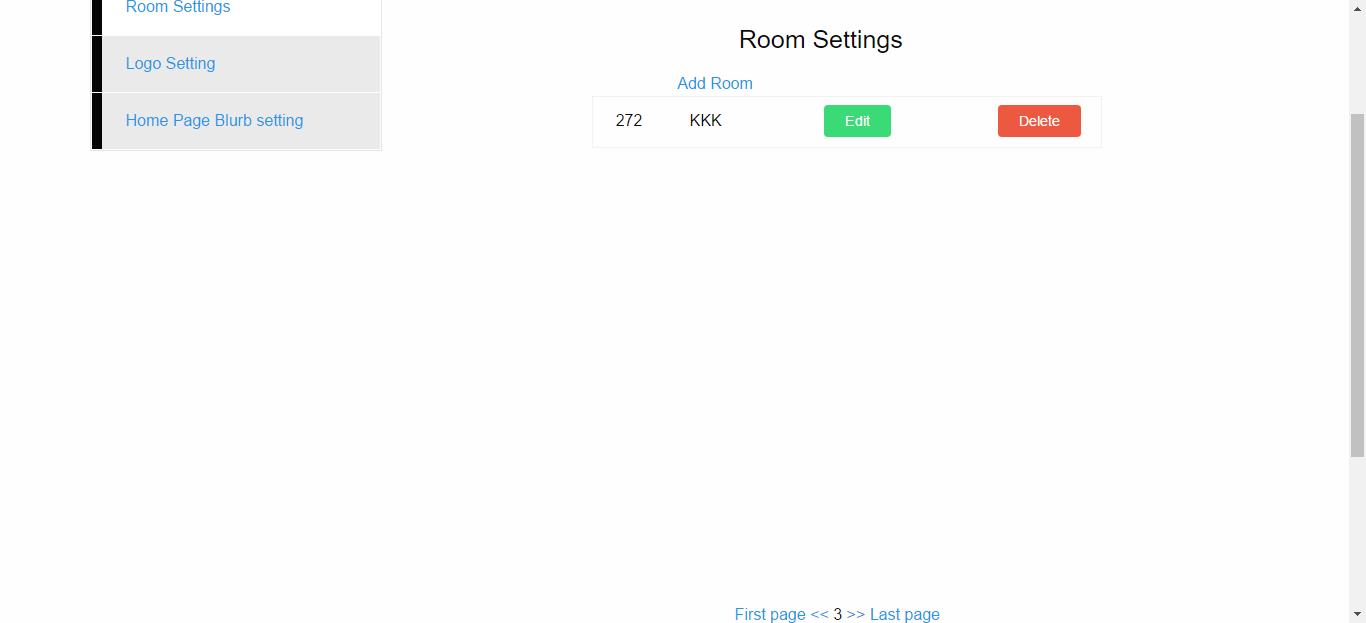 Room Settings
Logo Setting
Home Page Blurb setting
Room Settings
Add Room
272 KKK Edit Delete
First page << 3 >> Last page